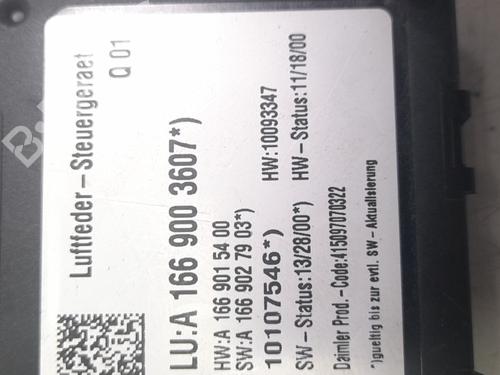 Luftfeder-Steuergeraet
Q 01
LU:A 166 900 3607*)
HW:A 166 901 54 00
SW:A 166 902 79 03*)
10107546*) HW:10093347
SW-Status:13/28/00*) HW-Status:11/18/00
Daimler Prod.-Code:415097070322
*)gueltig bis zur evtl. SW-Aktualisierung